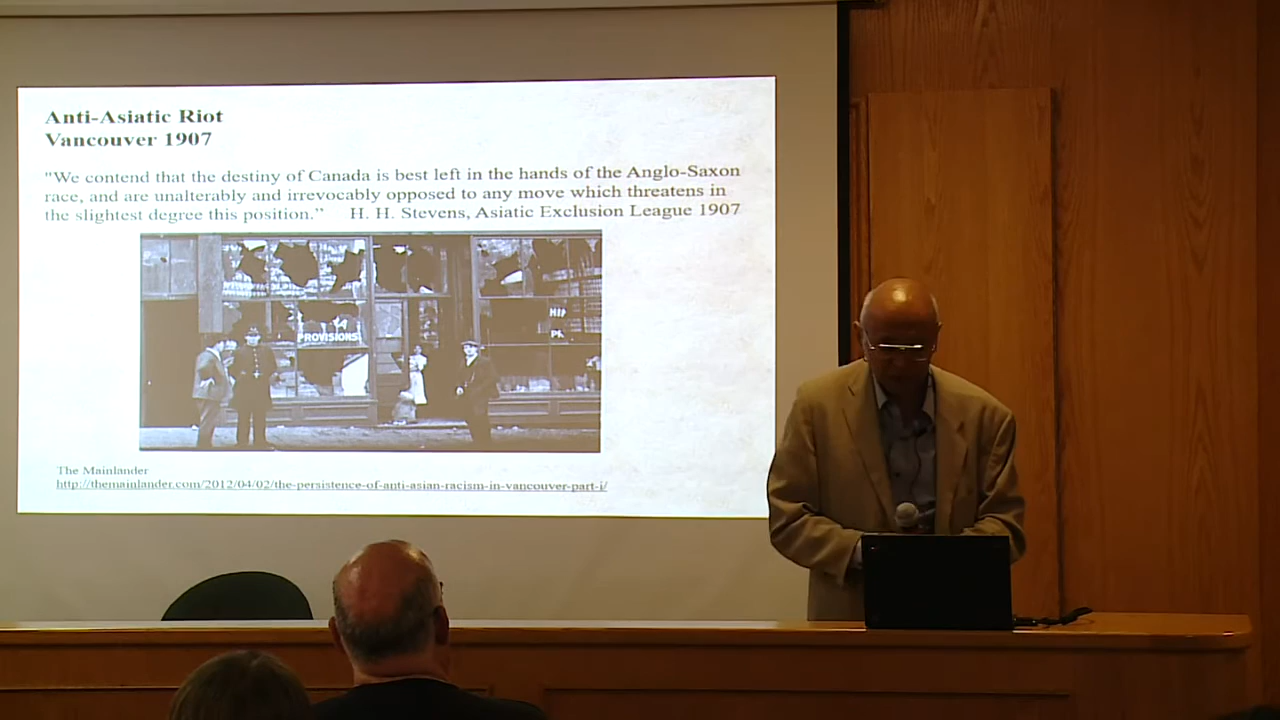 Anti-Asiatic Riot
Vancouver 1907
"We contend that the destiny of Canada is best left in the hands of the Anglo-Saxon
race, and are unalterably and irrevocably opposed to any move which threatens in
the slightest degree this position.” H. H. Stevens, Asiatic Exclusion League 1907
PROVISIONS
The Mainlander
http://themainlander.com/2012/04/02/the-persistence-of-anti-asian-racism-in-vancouver-part-i/